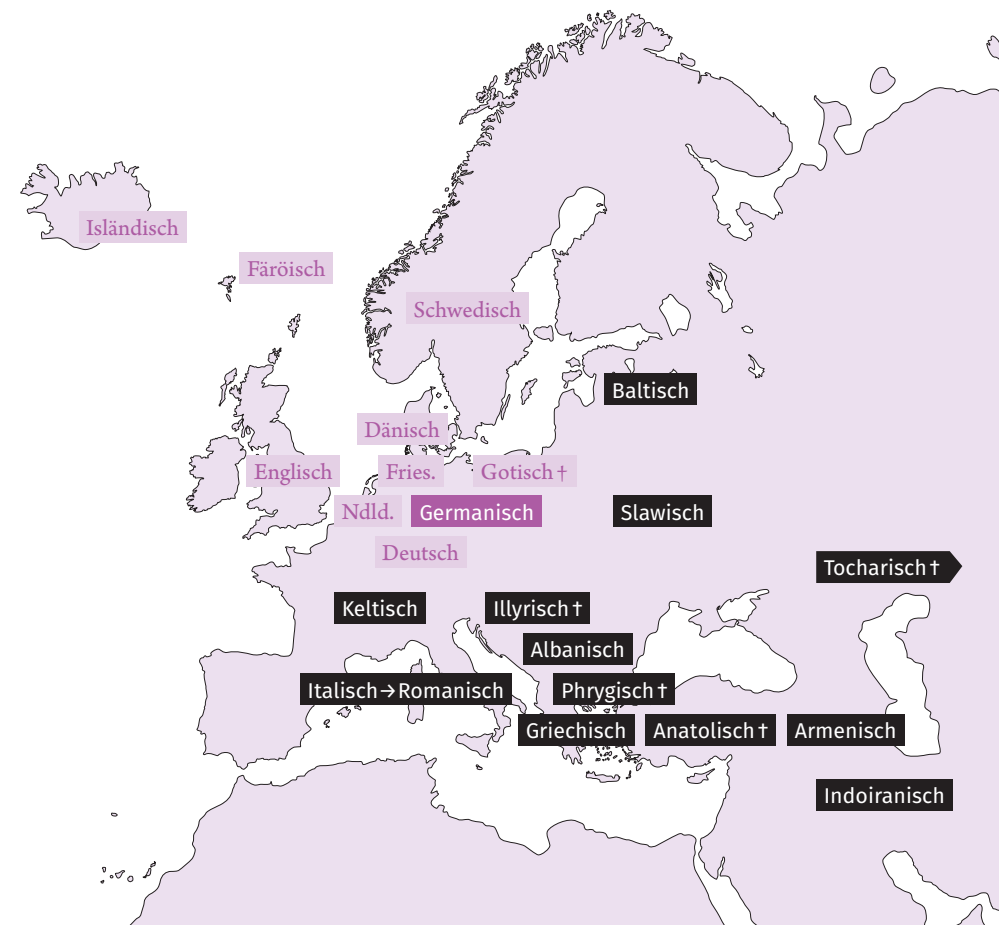 Isländisch
Färöisch
Schwedisch
Baltisch
Dänisch
Englisch
Fries.
Gotisch †
Ndld.
Germanisch
Slawisch
Deutsch
Tocharisch †
Keltisch
Illyrisch †
Albanisch
Italisch→Romanisch
Phrygisch †
Griechisch
Anatolisch †
Armenisch
Indoiranisch